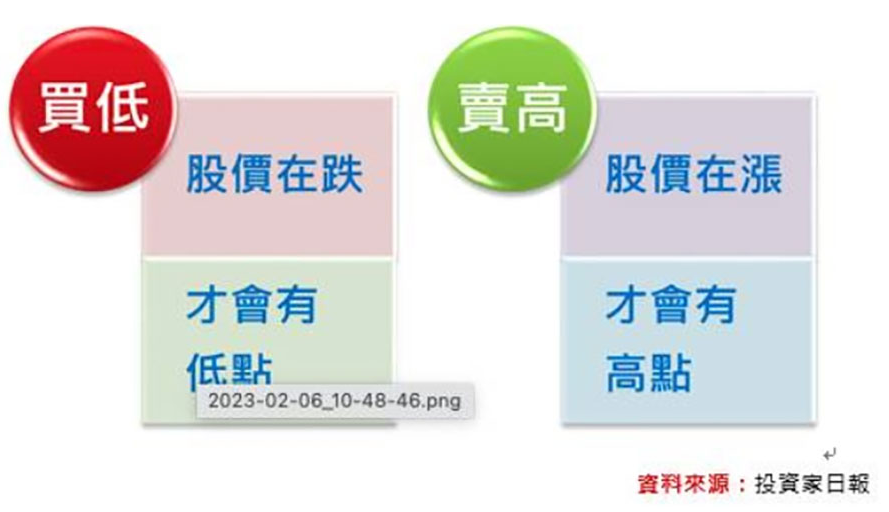 買低
股價在跌
才會有
低點
2023-02-06_10-48-46.png
賣高
股價在漲
才會有
高點
資料來源：投資家日報